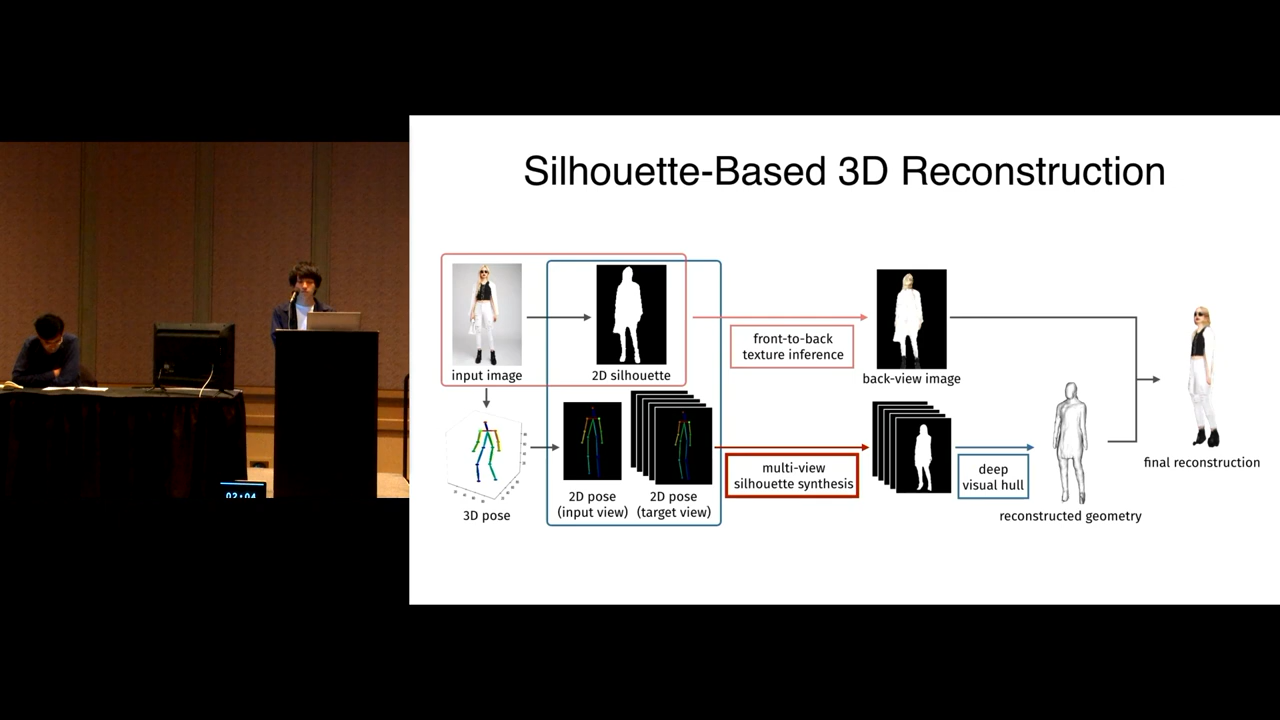 Silhouette-Based 3D Reconstruction
input image
2D silhouette
front-to-back
texture inference
back-view image
3D pose
2D pose
(input view)
2D pose
(target view)
multi-view
silhouette synthesis
deep
visual hull
reconstructed geometry
final reconstruction
02:04